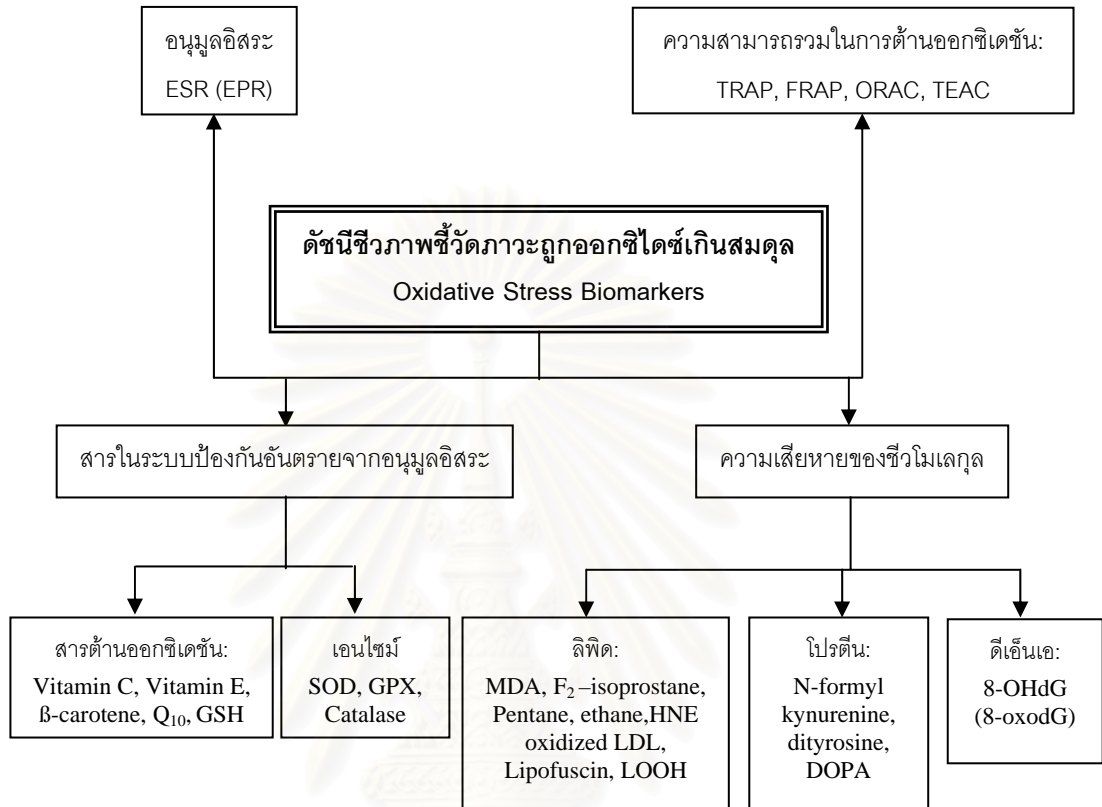 อนุมูลอิสระ
ESR (EPR)
ความสามารถรวมในการต้านออกซิเดชัน:
TRAP, FRAP, ORAC, TEAC
ดัชนีชีวภาพชี้วัดภาวะถูกออกซิไดซ์เกินสมดุล
Oxidative Stress Biomarkers
สารในระบบป้องกันอันตรายจากอนุมูลอิสระ
ความเสียหายของชีวโมเลกุล
สารต้านออกซิเดชัน:
Vitamin C, Vitamin E,
ß-carotene, Q₁₀, GSH
เอนไซม์
SOD, GPX,
Catalase
ลิพิด:
MDA, F₂–isoprostane,
Pentane, ethane,HNE
oxidized LDL,
Lipofuscin, LOOH
โปรตีน:
N-formyl
kynurenine,
dityrosine,
DOPA
ดีเอ็นเอ:
8-OHdG
(8-oxodG)